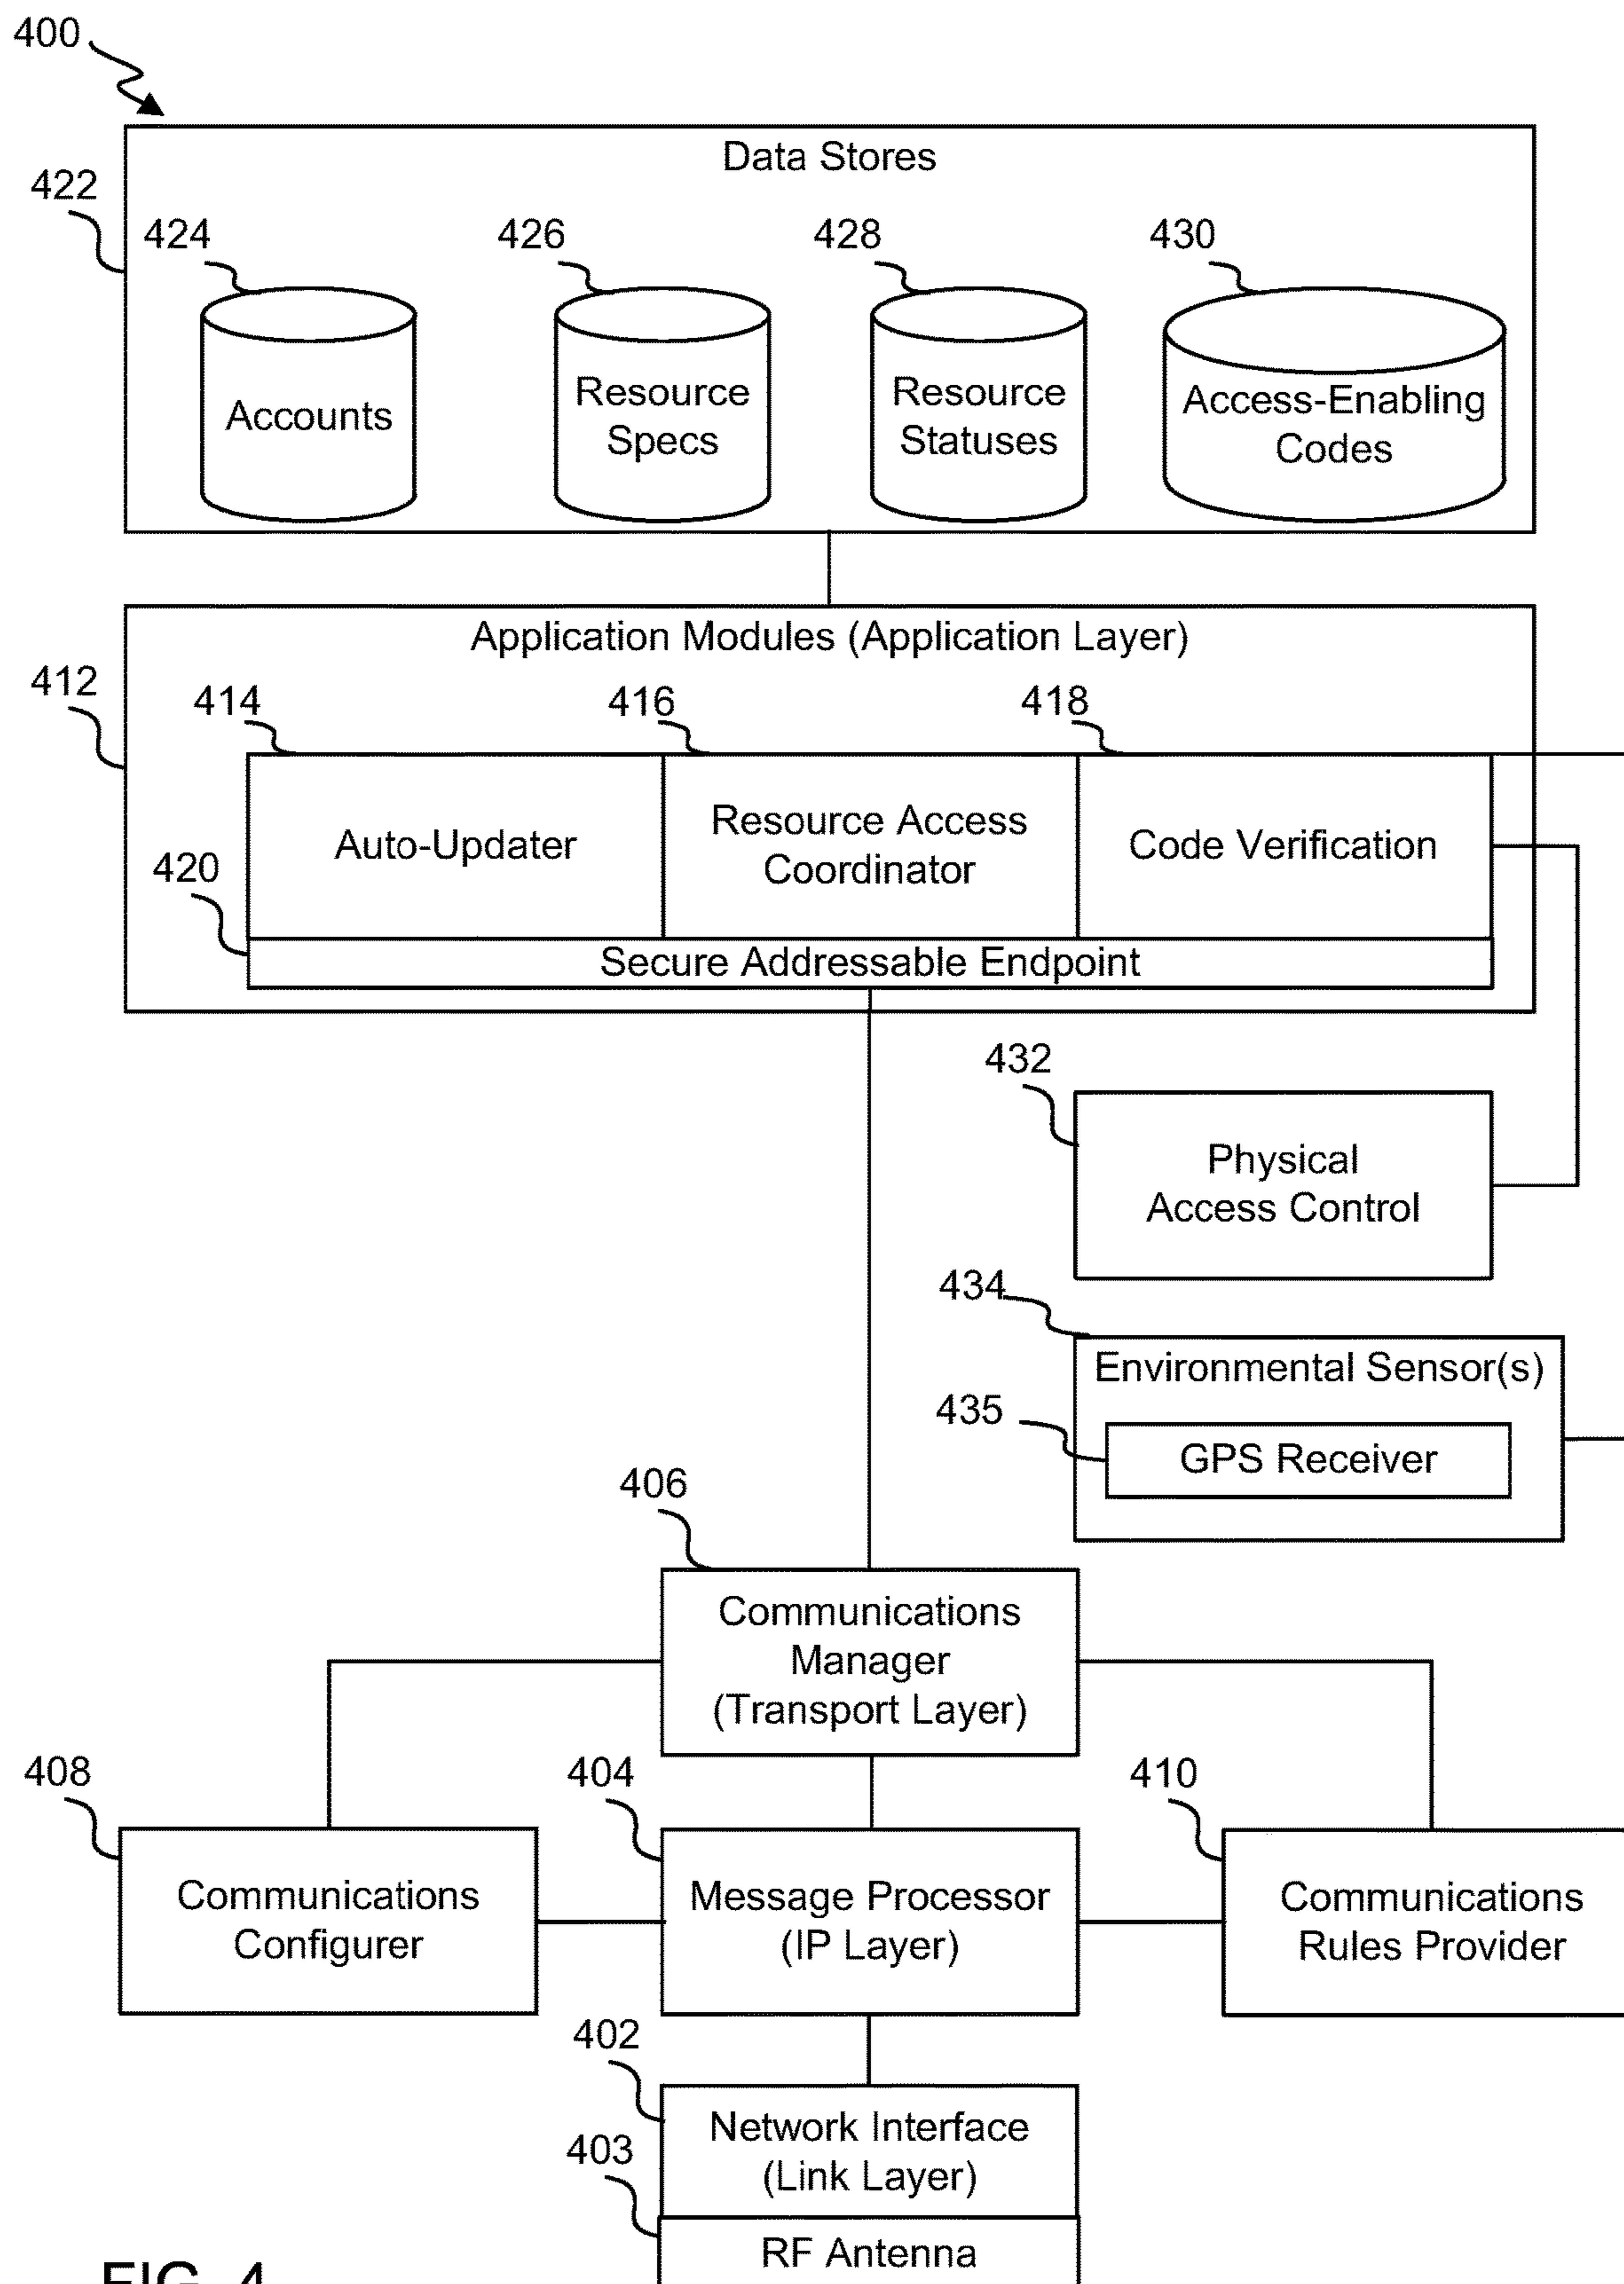 400
Data Stores
422
424
426
428
430
Accounts
Resource
Specs
Resource
Statuses
Access-Enabling
Codes
Application Modules (Application Layer)
412
414
416
418
Auto-Updater
Resource Access
Coordinator
Code Verification
420
Secure Addressable Endpoint
432
Physical
Access Control
434
Environmental Sensor(s)
435
GPS Receiver
406
Communications
Manager
(Transport Layer)
408
404
410
Communications
Configurer
Message Processor
(IP Layer)
Communications
Rules Provider
402
Network Interface
(Link Layer)
403
RF Antenna
FIG. 4